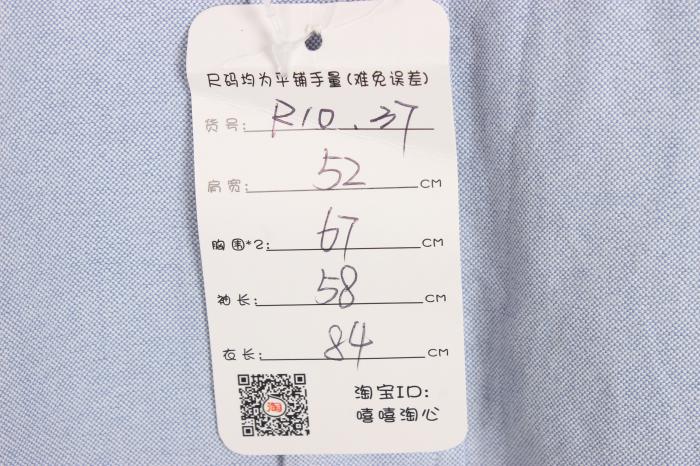 尺码均为平铺手量(难免误差)
货号: R10.37
肩宽: 52 CM
胸围*2: 67 CM
袖长: 58 CM
衣长: 84 CM
淘
淘宝ID:
嘻嘻淘心